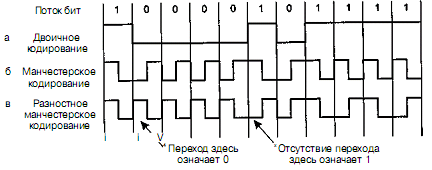 Поток бит 1 0 0 0 0 1 0 1 1 1 1
а Двоичное кодирование
б Манчестерское кодирование
в Разностное манчестерское кодирование
Переход здесь означает 0
Отсутствие перехода здесь означает 1